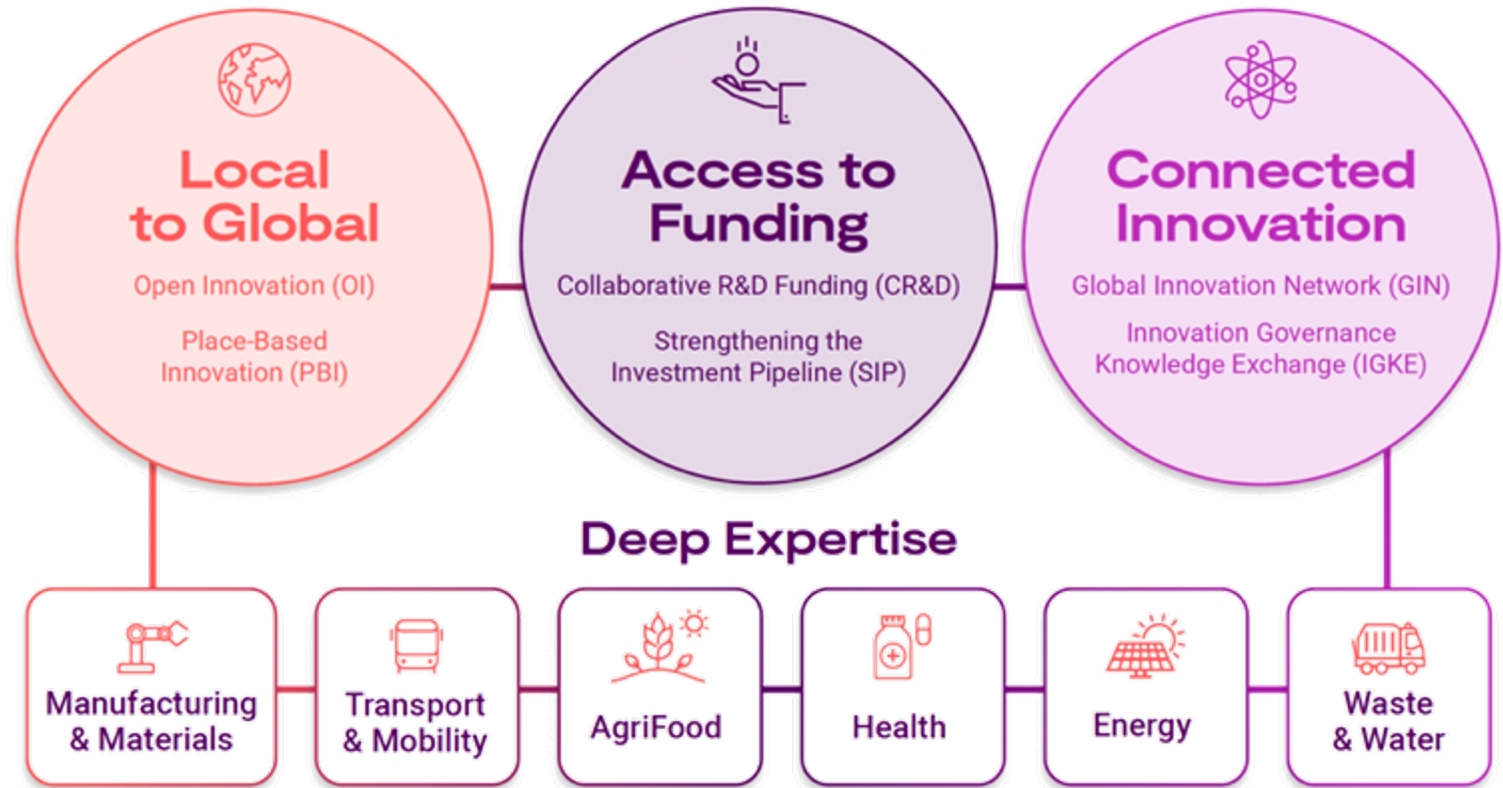 Local
to Global
Open Innovation (OI)
Place-Based
Innovation (PBI)
Access to
Funding
Collaborative R&D Funding (CR&D)
Strengthening the
Investment Pipeline (SIP)
Connected
Innovation
Global Innovation Network (GIN)
Innovation Governance
Knowledge Exchange (IGKE)
Deep Expertise
Manufacturing
& Materials
Transport
& Mobility
AgriFood
Health
Energy
Waste
& Water